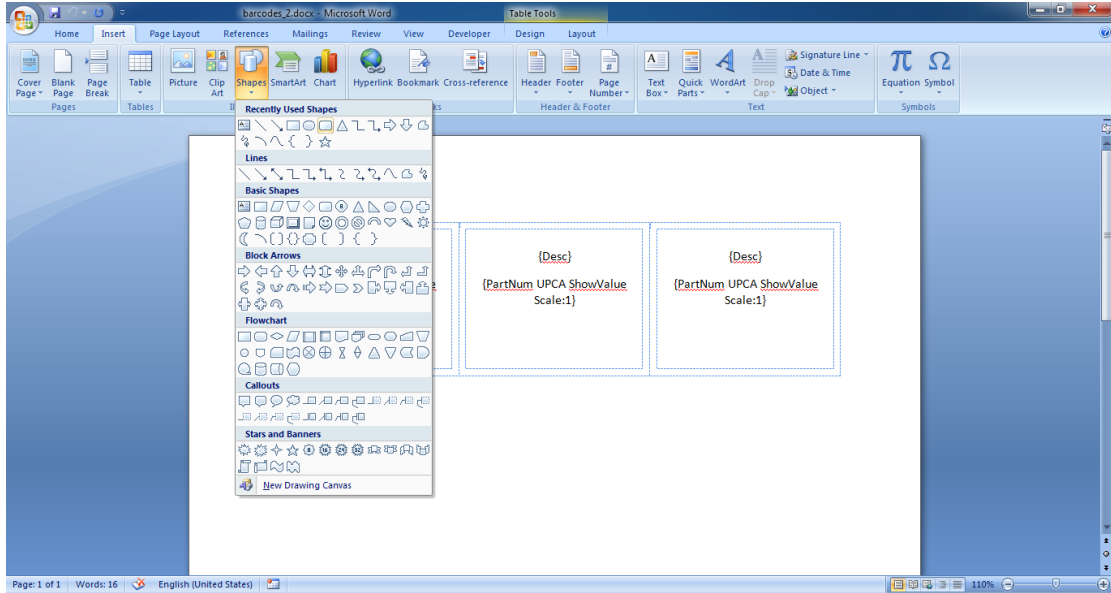 barcodes_2.docx - Microsoft Word
Table Tools
Home Insert Page Layout References Mailings Review View Developer Design Layout
Cover Page
Blank Page
Page Break
Table
Picture
Clip Art
Shapes
SmartArt
Chart
Hyperlink
Bookmark
Cross-reference
Header
Footer
Page Number
Text Box
Quick Parts
WordArt
Drop Cap
Signature Line
Date & Time
Object
Equation
Symbol
Pages
Tables
Header & Footer
Text
Symbols
Recently Used Shapes
Lines
Basic Shapes
Block Arrows
Flowchart
Callouts
Stars and Banners
New Drawing Canvas
{Desc}
{PartNum UPCA ShowValue
Scale:1}
{Desc}
{PartNum UPCA ShowValue
Scale:1}
Page: 1 of 1 Words: 16 English (United States) 110%